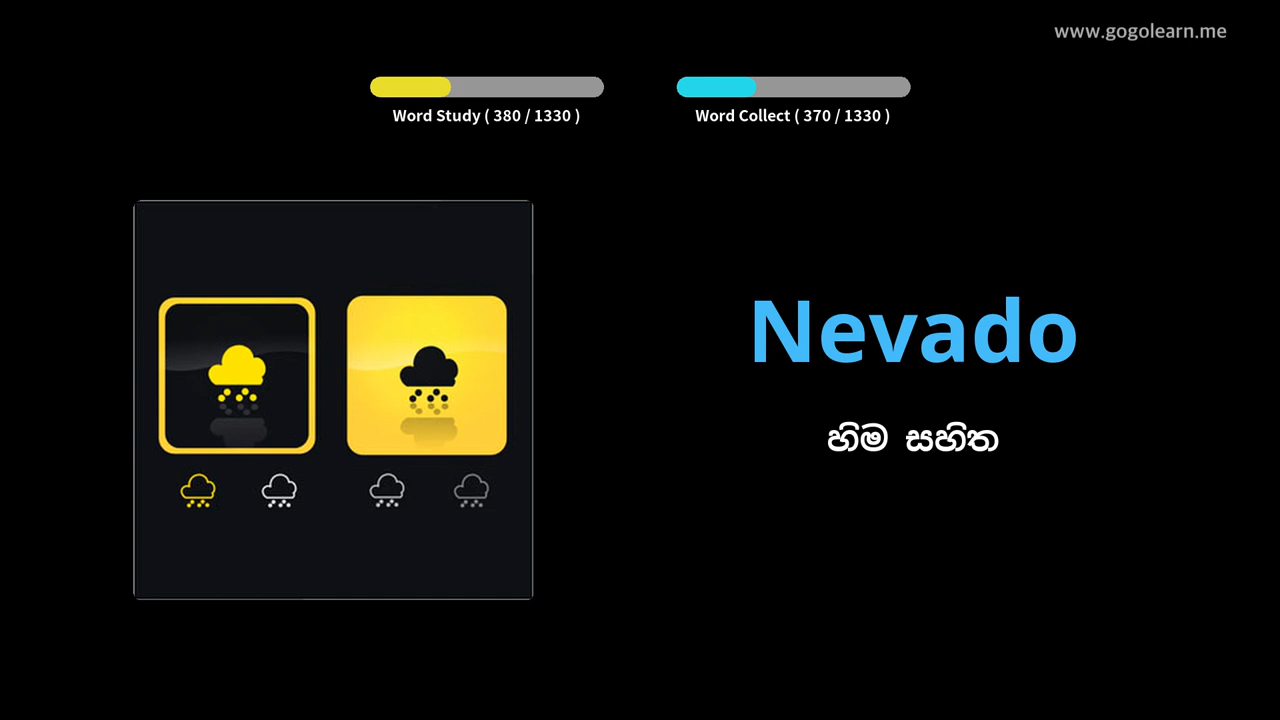 www.gogolearn.me
Word Study ( 380 / 1330 )
Word Collect ( 370 / 1330 )
Nevado
හිම සහිත